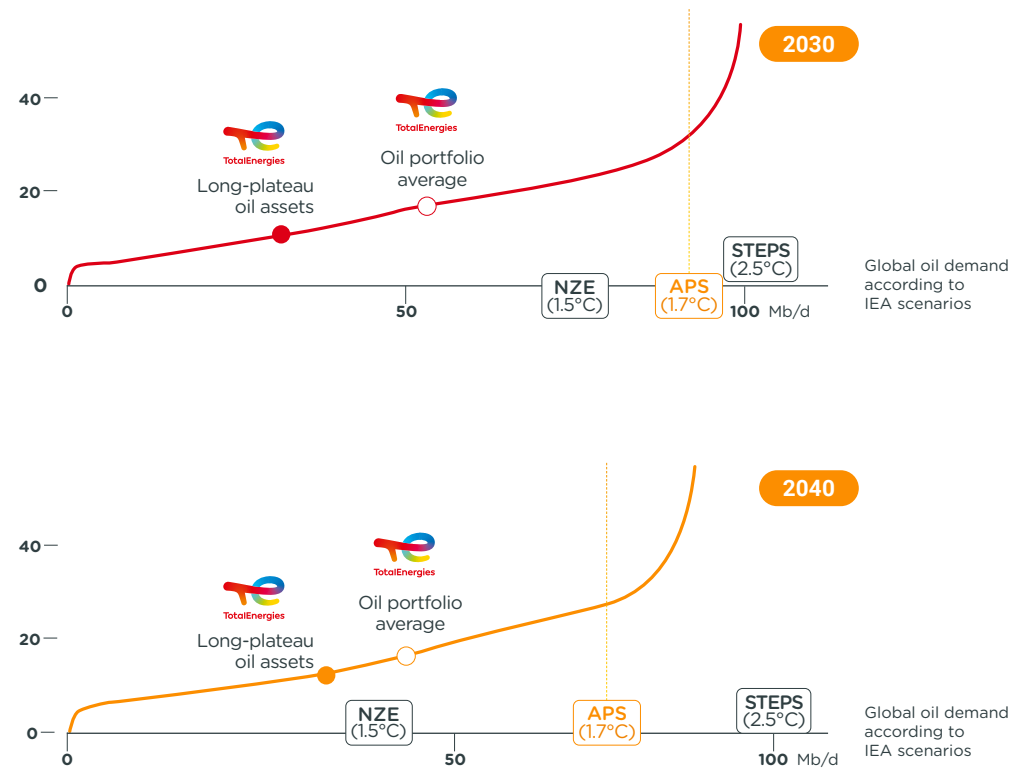 2030
40
TotalEnergies
Oil portfolio
average
TotalEnergies
Long-plateau
oil assets
20
0
NZE
(1.5°C)
APS
(1.7°C)
STEPS
(2.5°C)
0
50
100 Mb/d
Global oil demand
according to
IEA scenarios
2040
40
TotalEnergies
Oil portfolio
average
TotalEnergies
Long-plateau
oil assets
20
0
NZE
(1.5°C)
APS
(1.7°C)
STEPS
(2.5°C)
0
50
100 Mb/d
Global oil demand
according to
IEA scenarios